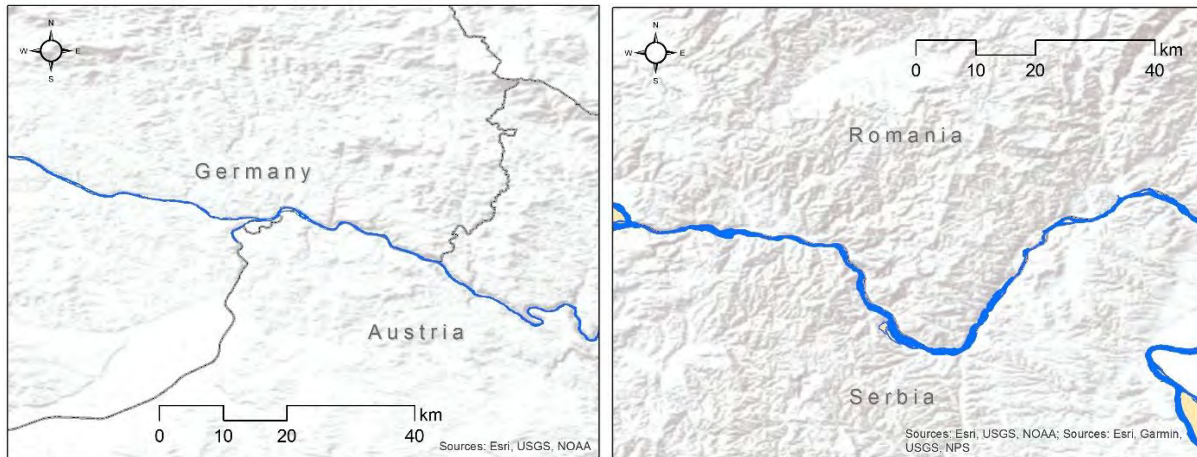 N
W E
S
Germany
Austria
km
0 10 20 40
Sources: Esri, USGS, NOAA
N
W E
S
km
0 10 20 40
Romania
Serbia
Sources: Esri, USGS, NOAA; Sources: Esri, Garmin,
USGS, NPS